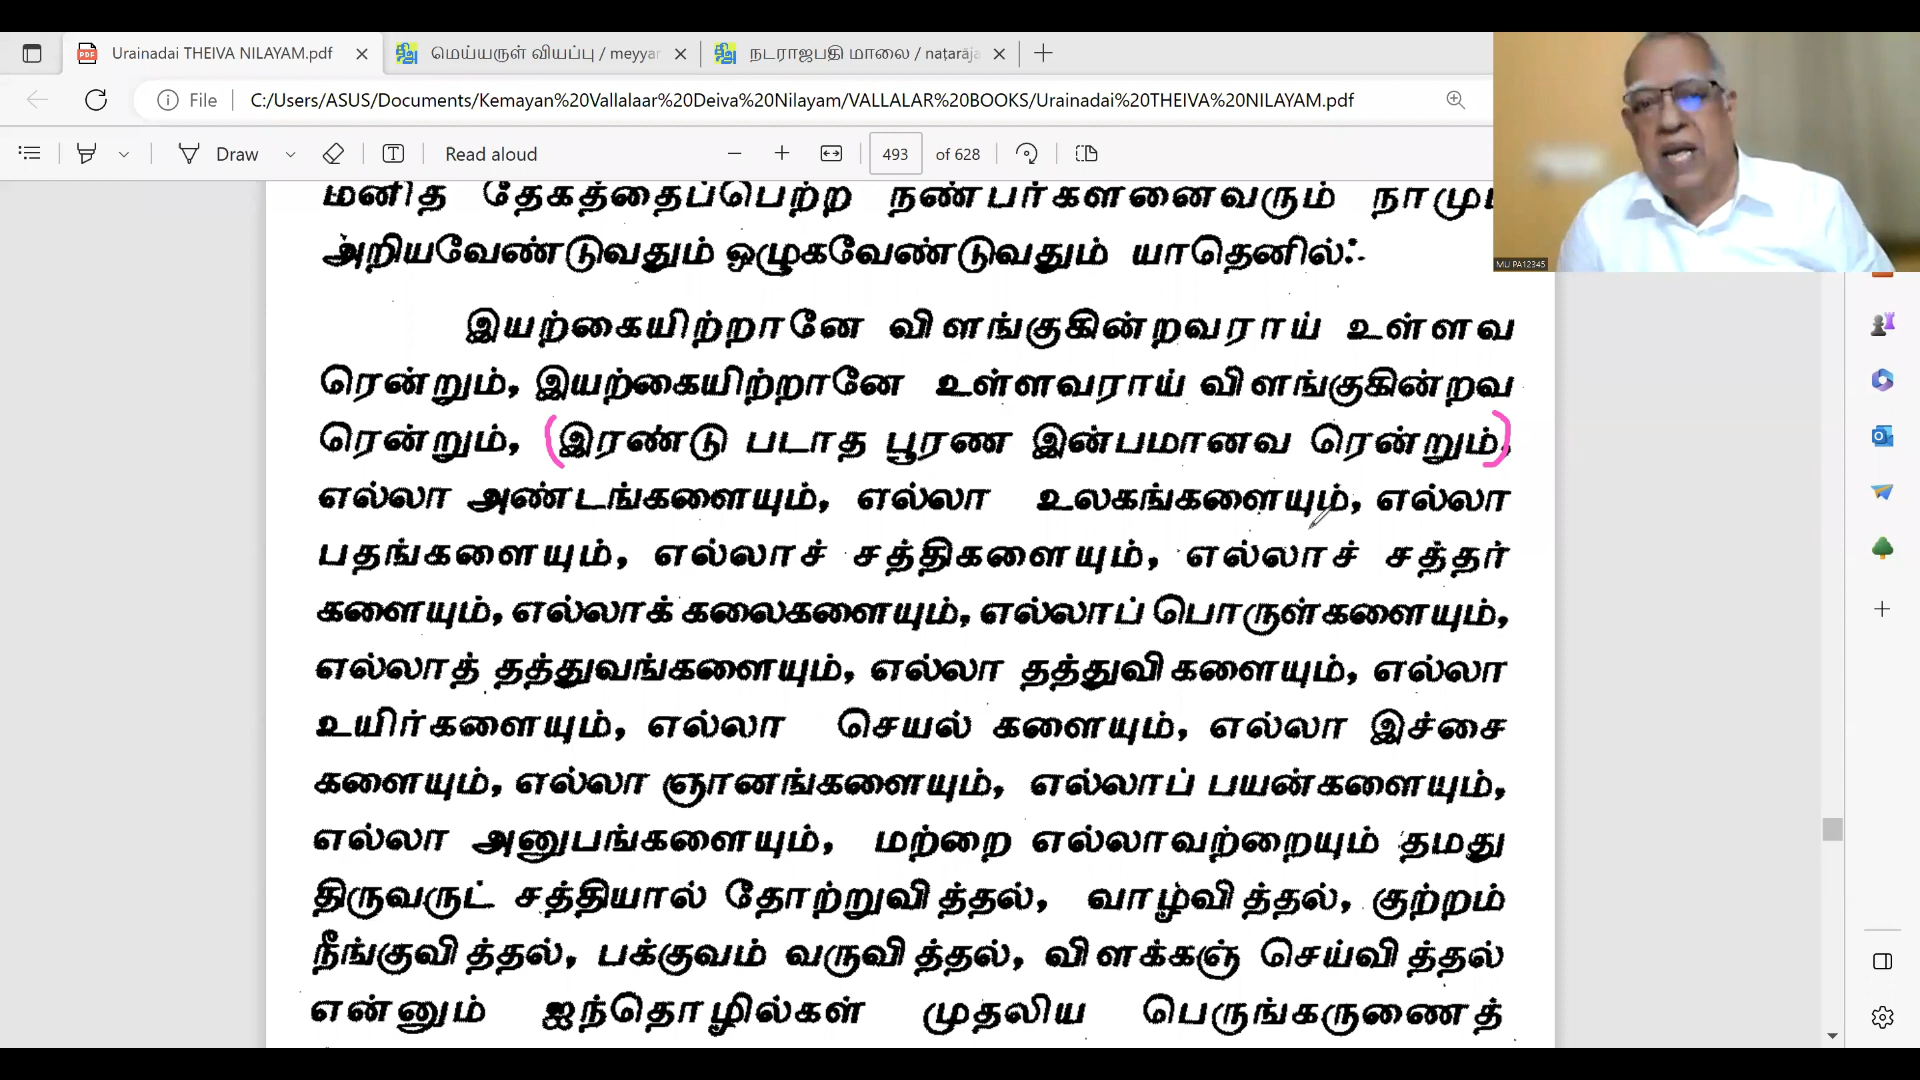 Urainadai THEIVA NILAYAM.pdf
மெய்யருள் வியப்பு / meyyar
நடராஜபதி மாலை / naṭarāja
File
C:/Users/ASUS/Documents/Kemayan%20Vallalaar%20Deiva%20Nilayam/VALLALAR%20BOOKS/Urainadai%20THEIVA%20NILAYAM.pdf
Draw
Read aloud
493 of 628
MU PA12345
மனித தேகத்தைப்பெற்ற நண்பர்களனைவரும்
அறியவேண்டுவதும் ஒழுகவேண்டுவதும் யாதெனில்:-
இயற்கையிற்றானே விளங்குகின்றவராய் உள்ளவ
ரென்றும், இயற்கையிற்றானே உள்ளவராய் விளங்குகின்றவ
ரென்றும், (இரண்டு படாத பூரண இன்பமானவ ரென்றும்),
எல்லா அண்டங்களையும், எல்லா உலகங்களையும், எல்லா
பதங்களையும், எல்லாச் சத்திகளையும், எல்லாச் சத்தர்
களையும், எல்லாக் கலைகளையும், எல்லாப் பொருள்களையும்,
எல்லாத் தத்துவங்களையும், எல்லா தத்துவிகளையும், எல்லா
உயிர்களையும், எல்லா செயல் களையும், எல்லா இச்சை
களையும், எல்லா ஞானங்களையும், எல்லாப் பயன்களையும்,
எல்லா அனுபங்களையும், மற்றை எல்லாவற்றையும் தமது
திருவருட் சத்தியால் தோற்றுவித்தல், வாழ்வித்தல், குற்றம்
நீங்குவித்தல், பக்குவம் வருவித்தல், விளக்கஞ் செய்வித்தல்
என்னும் ஐந்தொழில்கள் முதலிய பெருங்கருணைத்